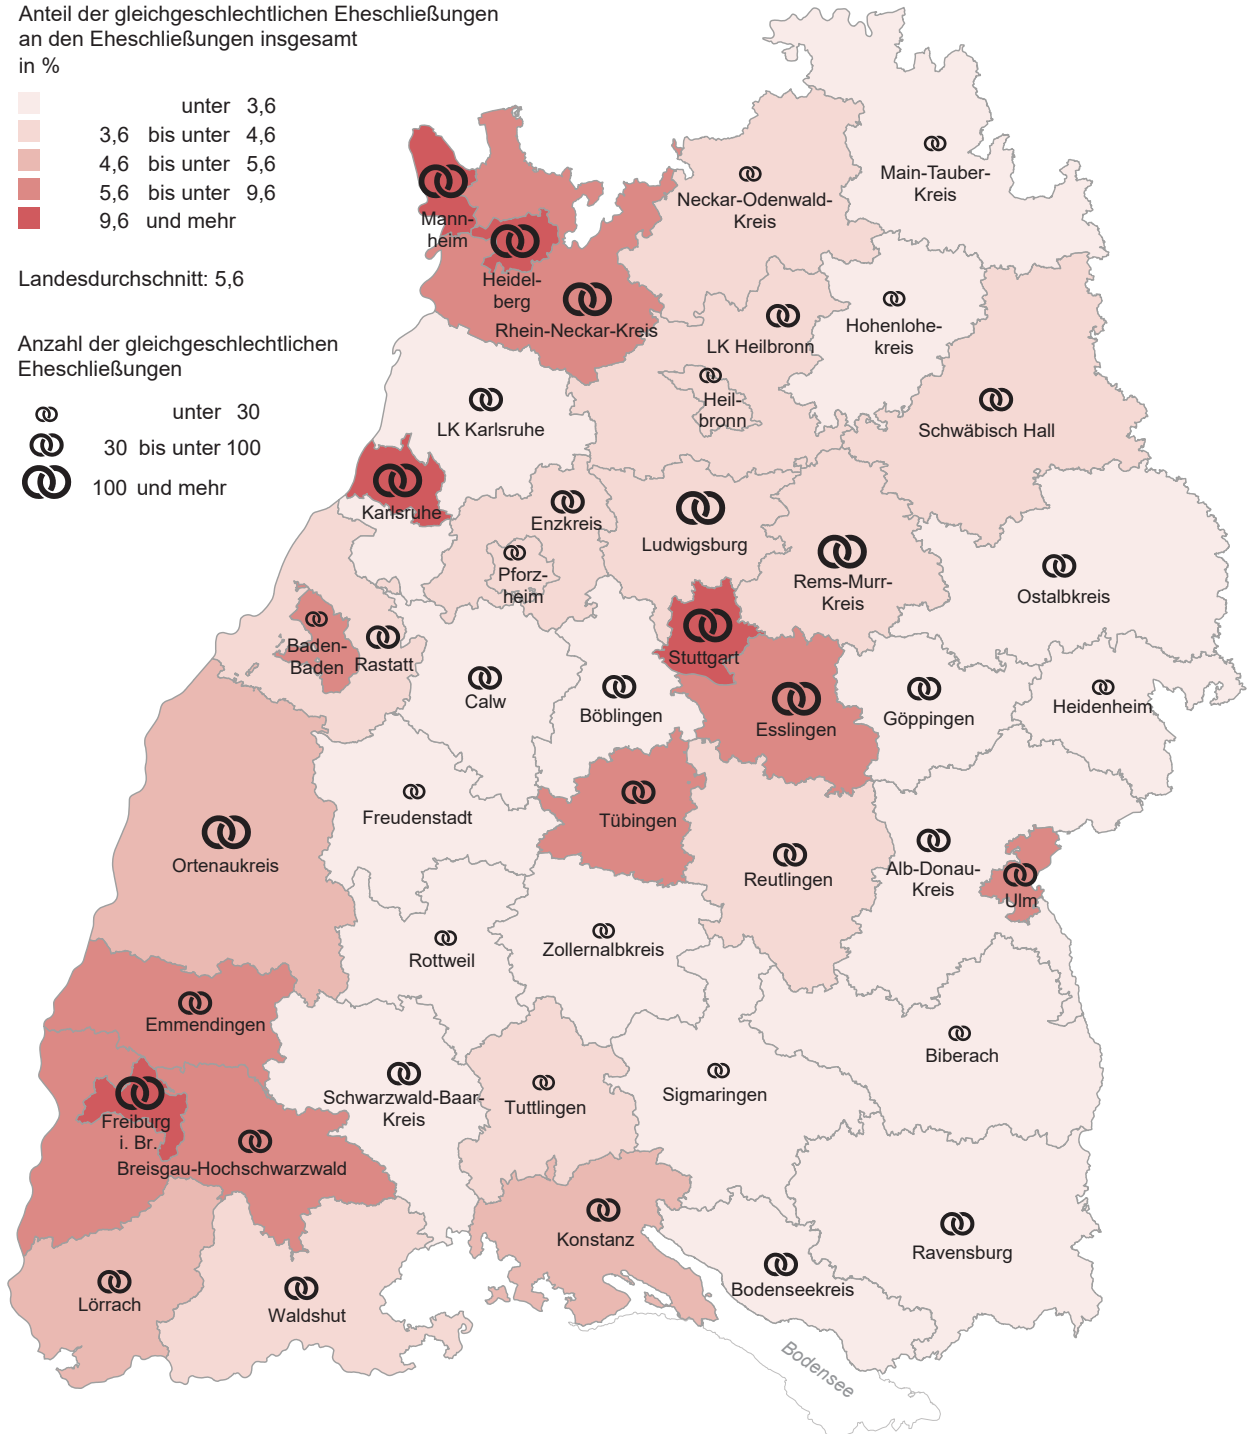 Anteil der gleichgeschlechtlichen Eheschließungen
an den Eheschließungen insgesamt
in %
unter 3,6
3,6 bis unter 4,6
4,6 bis unter 5,6
5,6 bis unter 9,6
9,6 und mehr
Landesdurchschnitt: 5,6
Anzahl der gleichgeschlechtlichen
Eheschließungen
unter 30
30 bis unter 100
100 und mehr
Main-Tauber-
Kreis
Neckar-Odenwald-
Kreis
Mann-
heim
Heidel-
berg
Rhein-Neckar-Kreis
Hohenlohe-
kreis
LK Heilbronn
Heil-
bronn
LK Karlsruhe
Schwäbisch Hall
Karlsruhe
Enzkreis
Ludwigsburg
Pforz-
heim
Rems-Murr-
Kreis
Ostalbkreis
Baden-
Baden
Rastatt
Stuttgart
Calw
Böblingen
Esslingen
Göppingen
Heidenheim
Freudenstadt
Tübingen
Ortenaukreis
Reutlingen
Alb-Donau-
Kreis
Ulm
Rottweil
Zollernalbkreis
Emmendingen
Biberach
Schwarzwald-Baar-
Kreis
Tuttlingen
Sigmaringen
Freiburg
i. Br.
Breisgau-Hochschwarzwald
Konstanz
Ravensburg
Bodenseekreis
Lörrach
Waldshut
Bodensee